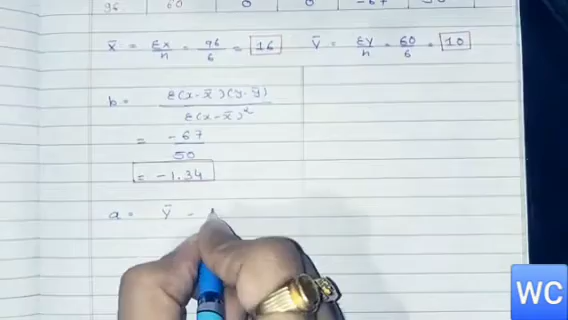 96 60 0 0 -67 50
x̄ = Σx/n = 96/6 = 16 ȳ = Σy/n = 60/6 = 10
b = Σ(x-x̄)(y-ȳ)
Σ(x-x̄)²
= -67
50
= -1.34
a = ȳ -
WC